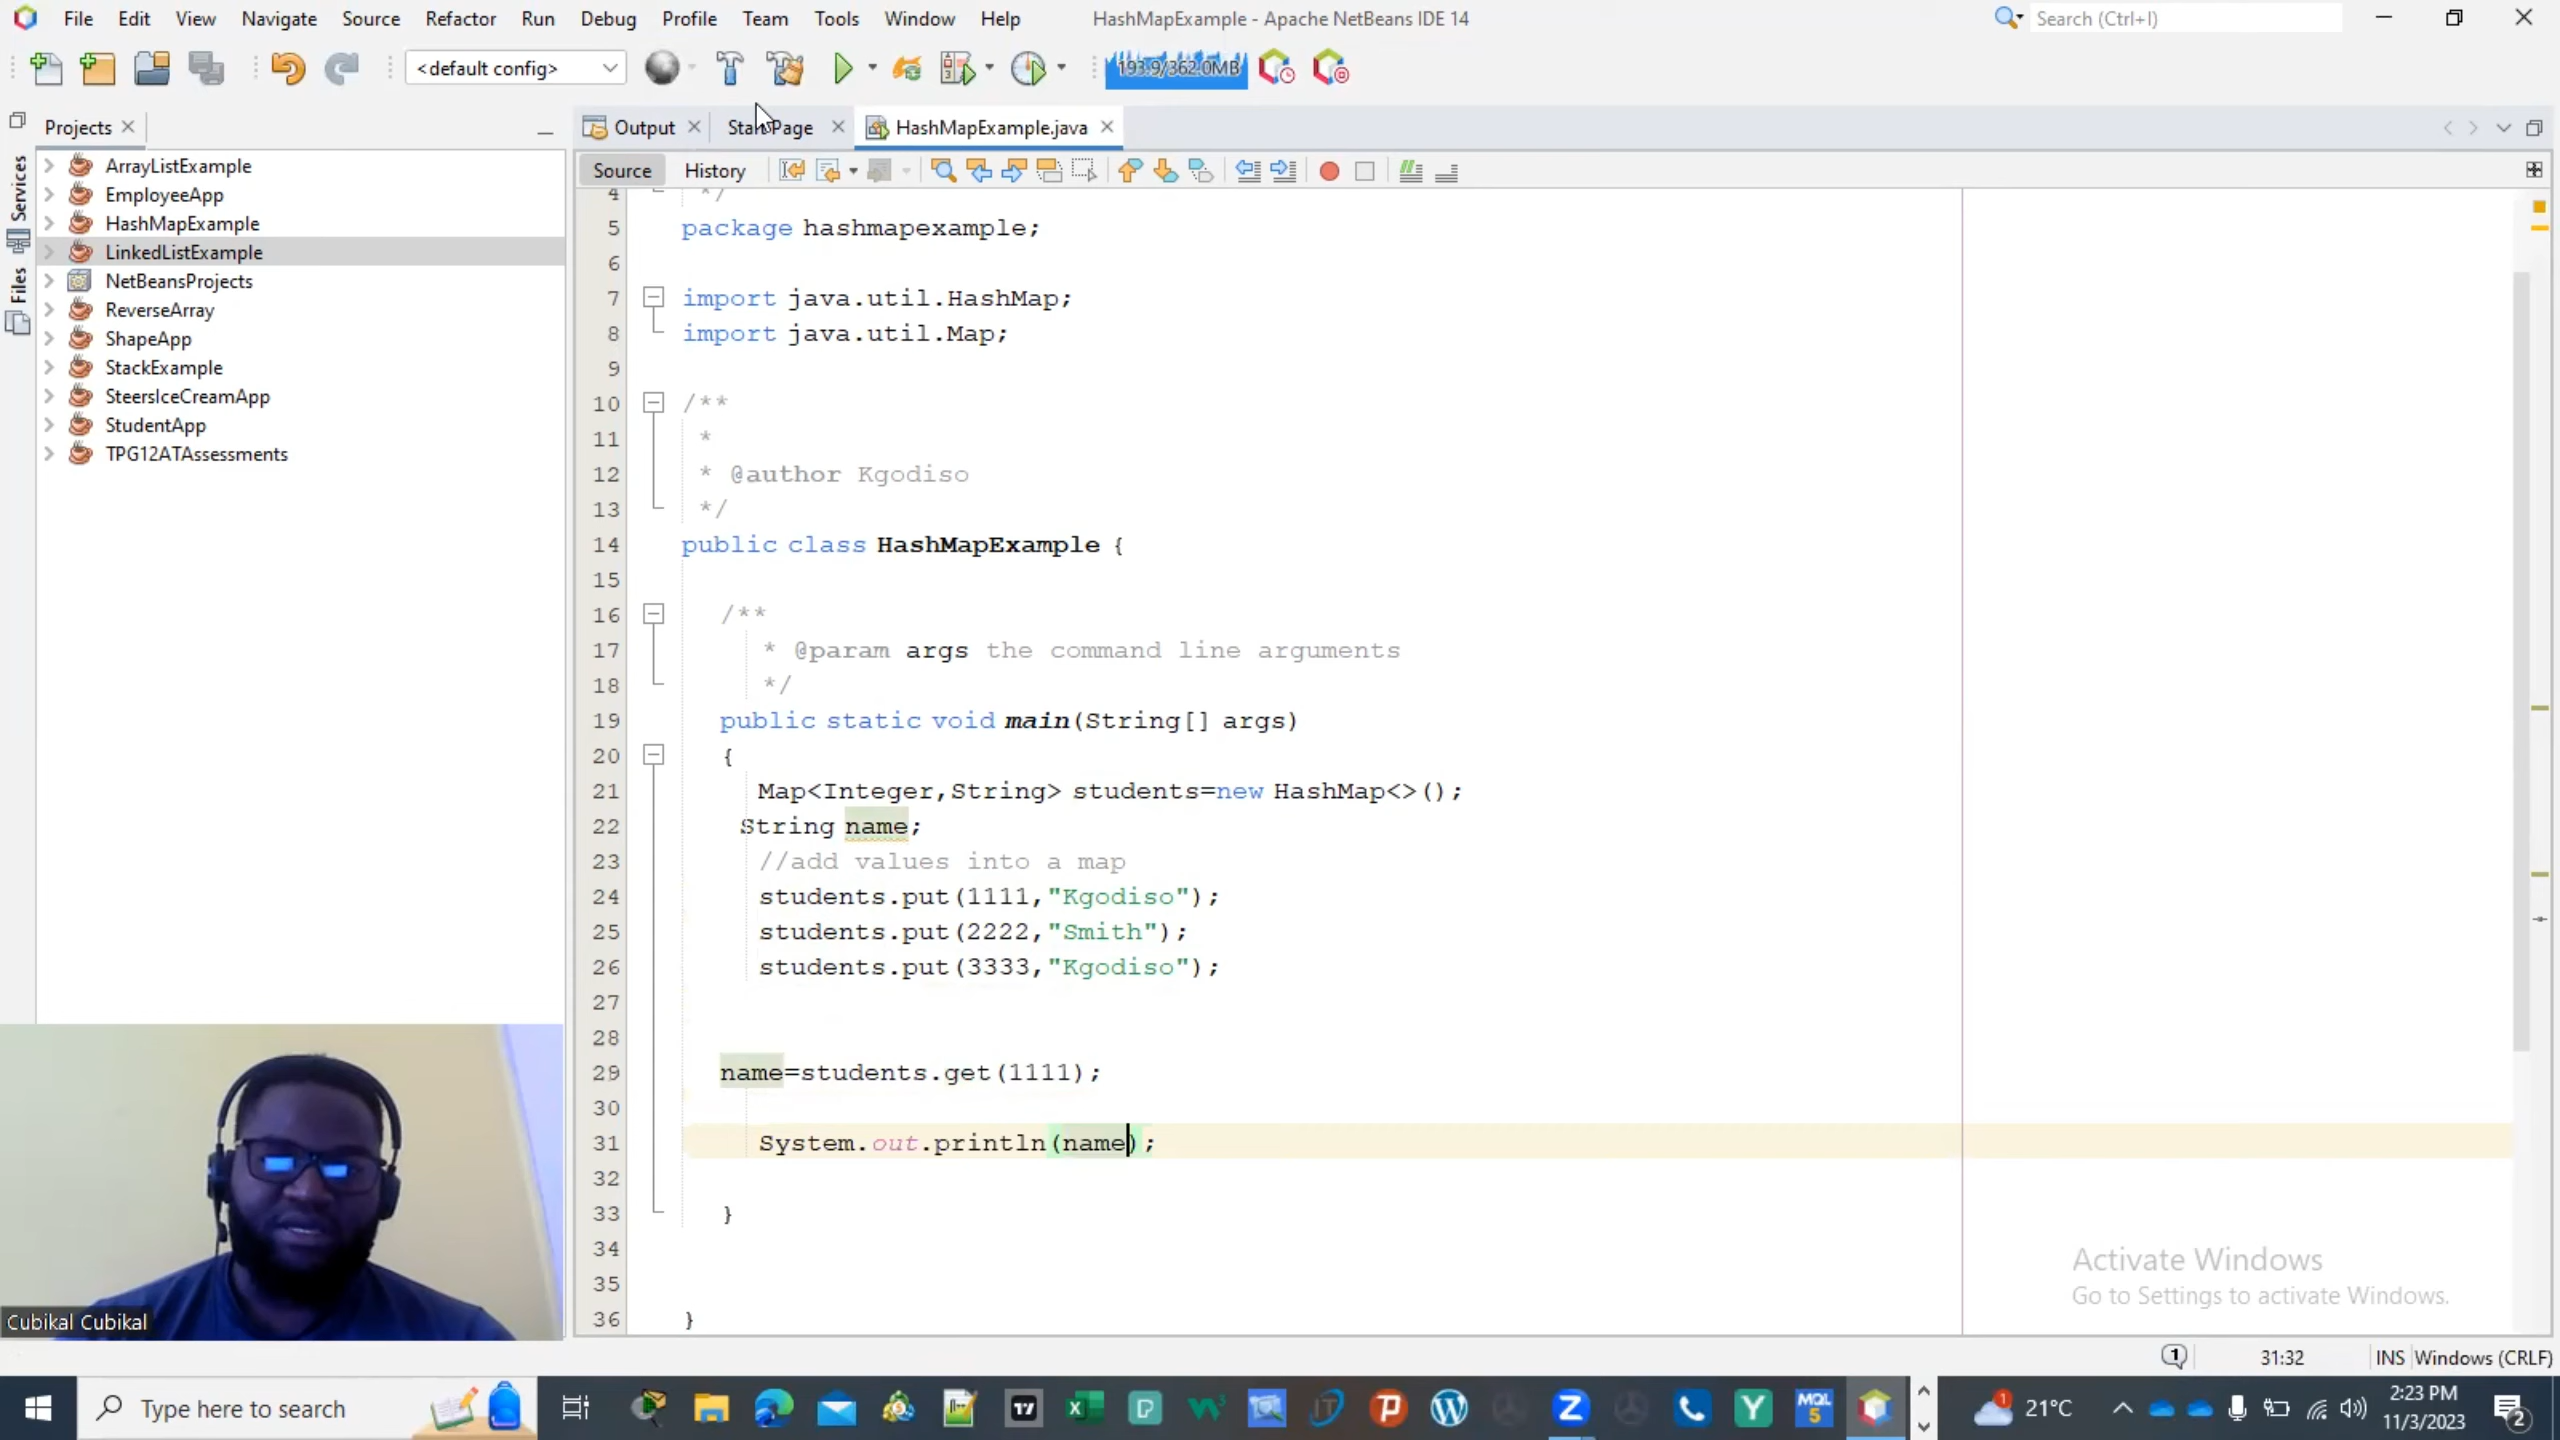 File Edit View Navigate Source Refactor Run Debug Profile Team Tools Window Help
HashMapExample - Apache NetBeans IDE 14
Search (Ctrl+I)
<default config>
193.9/362.0MB
Projects
Output
Start Page
HashMapExample.java
Services
Files
ArrayListExample
EmployeeApp
HashMapExample
LinkedListExample
NetBeansProjects
ReverseArray
ShapeApp
StackExample
SteersIceCreamApp
StudentApp
TPG12ATAssessments
Source History
4 */
5 package hashmapexample;
6
7 import java.util.HashMap;
8 import java.util.Map;
9
10 /**
11 *
12 * @author Kgodiso
13 */
14 public class HashMapExample {
15
16 /**
17 * @param args the command line arguments
18 */
19 public static void main(String[] args)
20 {
21 Map<Integer,String> students=new HashMap<>();
22 String name;
23 //add values into a map
24 students.put(1111,"Kgodiso");
25 students.put(2222,"Smith");
26 students.put(3333,"Kgodiso");
27
28
29 name=students.get(1111);
30
31 System.out.println(name);
32
33 }
34
35
36 }
Cubikal Cubikal
Activate Windows
Go to Settings to activate Windows.
1
31:32
INS
Windows (CRLF)
Type here to search
MQL
5
1
21°C
2:23 PM
11/3/2023
2